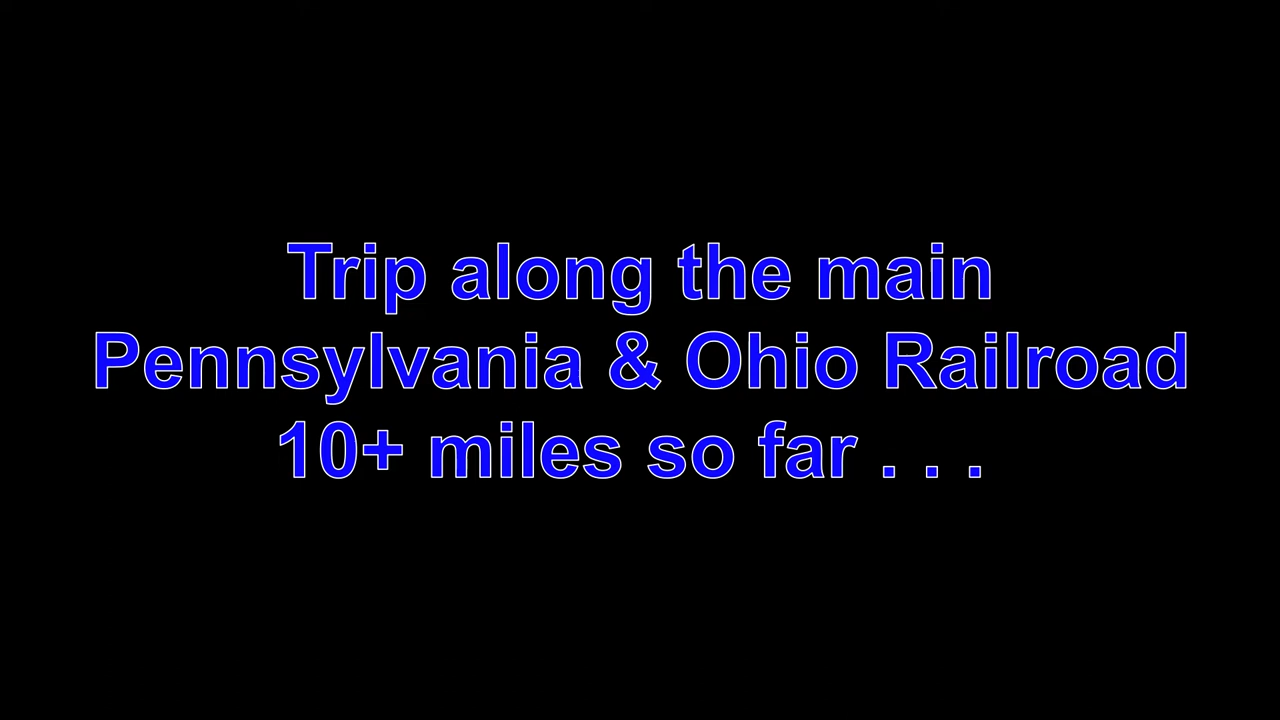 Trip along the main
Pennsylvania & Ohio Railroad
10+ miles so far . . .